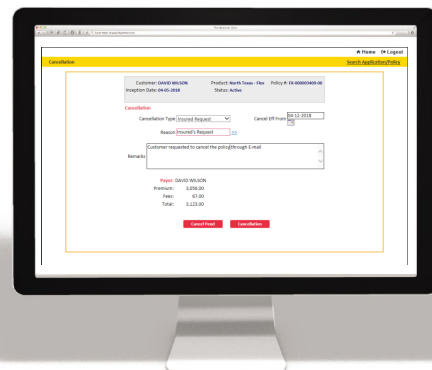 Home Logout
Cancellation Search Application/Policy
Customer: DAVID WILSON Product: North Texas - Flex Policy #:
Inception Date: 04-05-2018 Status: Active
Cancellation
Cancellation Type Insured Request Cancel Eff From 04-12-2018
Reason Insured's Request >>
Customer requested to cancel the policy through E-mail
Remarks
Payor DAVID WILSON
Premium: 3,056.00
Fees: 67.00
Total: 3,123.00
Cancel Pend Cancellation